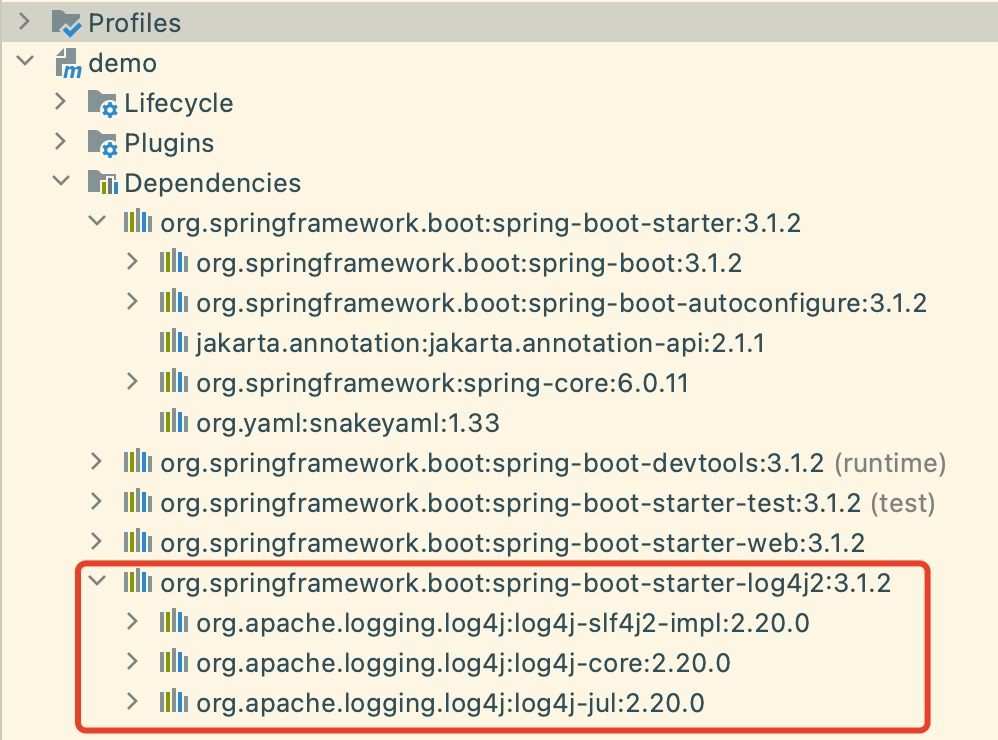 Profiles
demo
Lifecycle
Plugins
Dependencies
org.springframework.boot:spring-boot-starter:3.1.2
org.springframework.boot:spring-boot:3.1.2
org.springframework.boot:spring-boot-autoconfigure:3.1.2
jakarta.annotation:jakarta.annotation-api:2.1.1
org.springframework:spring-core:6.0.11
org.yaml:snakeyaml:1.33
org.springframework.boot:spring-boot-devtools:3.1.2 (runtime)
org.springframework.boot:spring-boot-starter-test:3.1.2 (test)
org.springframework.boot:spring-boot-starter-web:3.1.2
org.springframework.boot:spring-boot-starter-log4j2:3.1.2
org.apache.logging.log4j:log4j-slf4j2-impl:2.20.0
org.apache.logging.log4j:log4j-core:2.20.0
org.apache.logging.log4j:log4j-jul:2.20.0